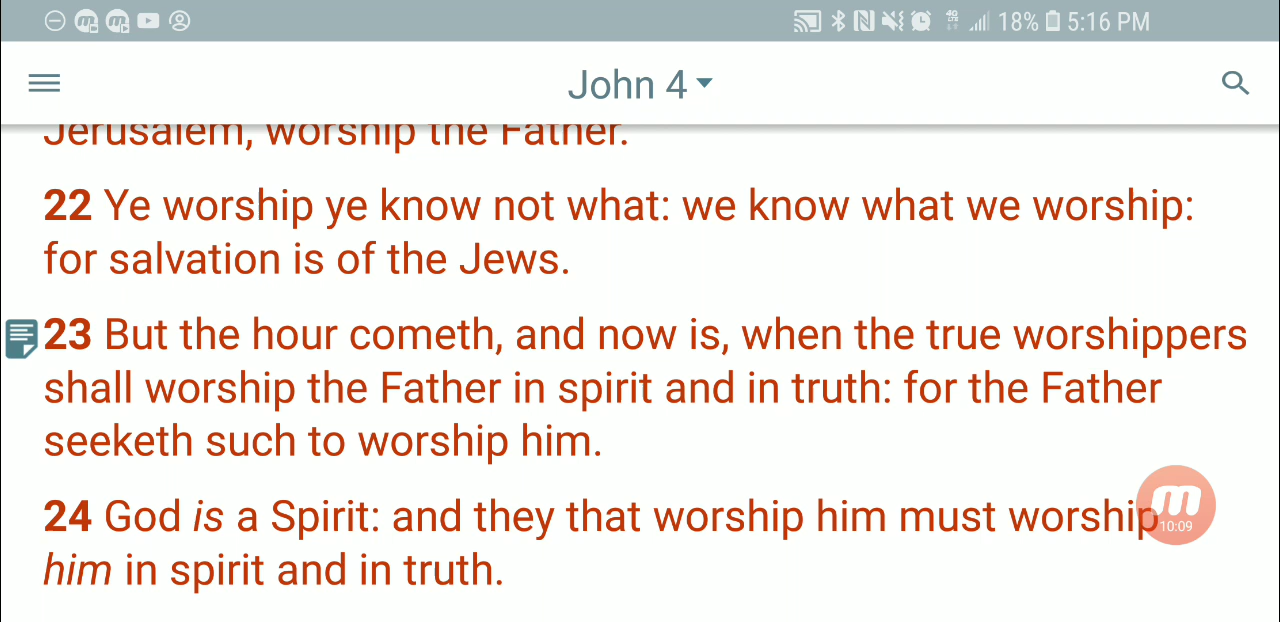 4G LTE 18% 5:16 PM
John 4
Jerusalem, worship the Father.
22 Ye worship ye know not what: we know what we worship:
for salvation is of the Jews.
23 But the hour cometh, and now is, when the true worshippers
shall worship the Father in spirit and in truth: for the Father
seeketh such to worship him.
24 God is a Spirit: and they that worship him must worship
him in spirit and in truth.
m
10:09